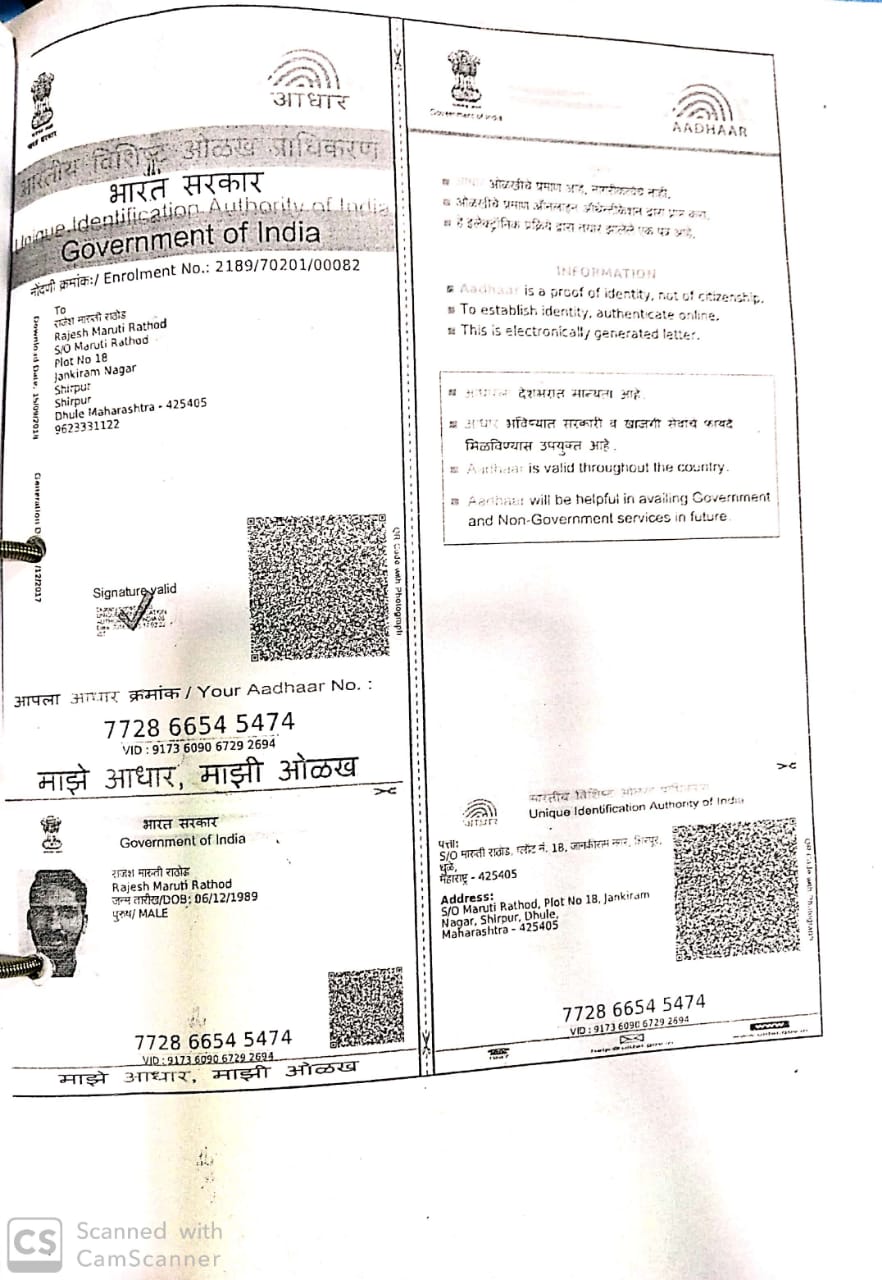 भारत सरकार
आधार
भारतीय विशिष्ट ओळख प्राधिकरण
भारत सरकार
Unique Identification Authority of India
Government of India
नोंदणी क्रमांक:/ Enrolment No.: 2189/70201/00082
To
राजेश मारुती राठोड
Rajesh Maruti Rathod
S/O Maruti Rathod
Plot No 18
Jankiram Nagar
Shirpur
Shirpur
Dhule Maharashtra - 425405
9623331122
Download Date:
Generation D
/12/2017
Signature valid
QR Code with Photograph
आपला आधार क्रमांक / Your Aadhaar No. :
7728 6654 5474
VID : 9173 6090 6729 2694
माझे आधार, माझी ओळख
भारत सरकार
Government of India
राजेश मारुती राठोड
Rajesh Maruti Rathod
जन्म तारीख/DOB: 06/12/1989
पुरुष/ MALE
7728 6654 5474
VID : 9173 6090 6729 2694
माझे आधार, माझी ओळख
Government of India
AADHAAR
आधार ओळखीचे प्रमाण आहे, नागरिकत्वाचे नाही.
ओळखीचे प्रमाण ऑनलाइन ऑथेन्टिकेशन द्वारा प्राप्त करा.
हे इलेक्ट्रॉनिक प्रक्रिये द्वारा तयार झालेले एक पत्र आहे.
INFORMATION
Aadhaar is a proof of identity, not of citizenship.
To establish identity, authenticate online.
This is electronically generated letter.
आधारला देशभरात मान्यता आहे.
आधार भविष्यात सरकारी व खाजगी सेवांचे फायदे
मिळविण्यास उपयुक्त आहे.
Aadhaar is valid throughout the country.
Aadhaar will be helpful in availing Government
and Non-Government services in future.
आधार
भारतीय विशिष्ट ओळख प्राधिकरण
Unique Identification Authority of India
पत्ता:
S/O मारुती राठोड, प्लॉट नं. 18, जानकीराम नगर, शिरपूर,
धुळे,
महाराष्ट्र - 425405
Address:
S/O Maruti Rathod, Plot No 18, Jankiram
Nagar, Shirpur, Dhule,
Maharashtra - 425405
QR Code with Photograph
7728 6654 5474
VID : 9173 6090 6729 2694
www
CS Scanned with
CamScanner